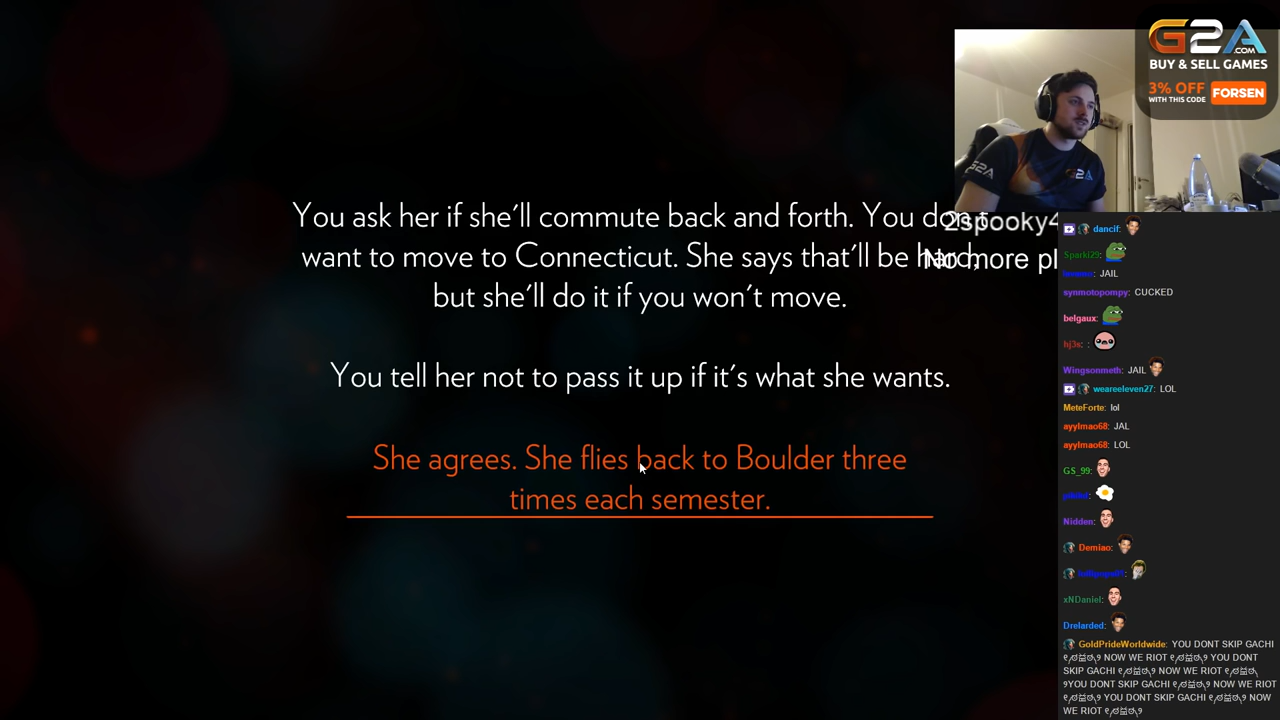 G2A.COM
BUY & SELL GAMES
3% OFF
WITH THIS CODE
FORSEN
G2A
You ask her if she'll commute back and forth. You don't
want to move to Connecticut. She says that'll be hard,
but she'll do it if you won't move.
You tell her not to pass it up if it's what she wants.
She agrees. She flies back to Boulder three
times each semester.
2spooky4
No more pl
dancif:
Sparkl29:
JAIL
synmotopompy: CUCKED
belgaux:
hj3s: :
Wingsonmeth: JAIL
weareeleven27: LOL
MeteForte: lol
ayylmao68: JAL
ayylmao68: LOL
GS_99:
Nidden:
Demiao:
xNDaniel:
Drelarded:
GoldPrideWorldwide: YOU DONT SKIP GACHI
NOW WE RIOT YOU DONT
SKIP GACHI NOW WE RIOT
YOU DONT SKIP GACHI NOW WE RIOT
YOU DONT SKIP GACHI NOW
WE RIOT